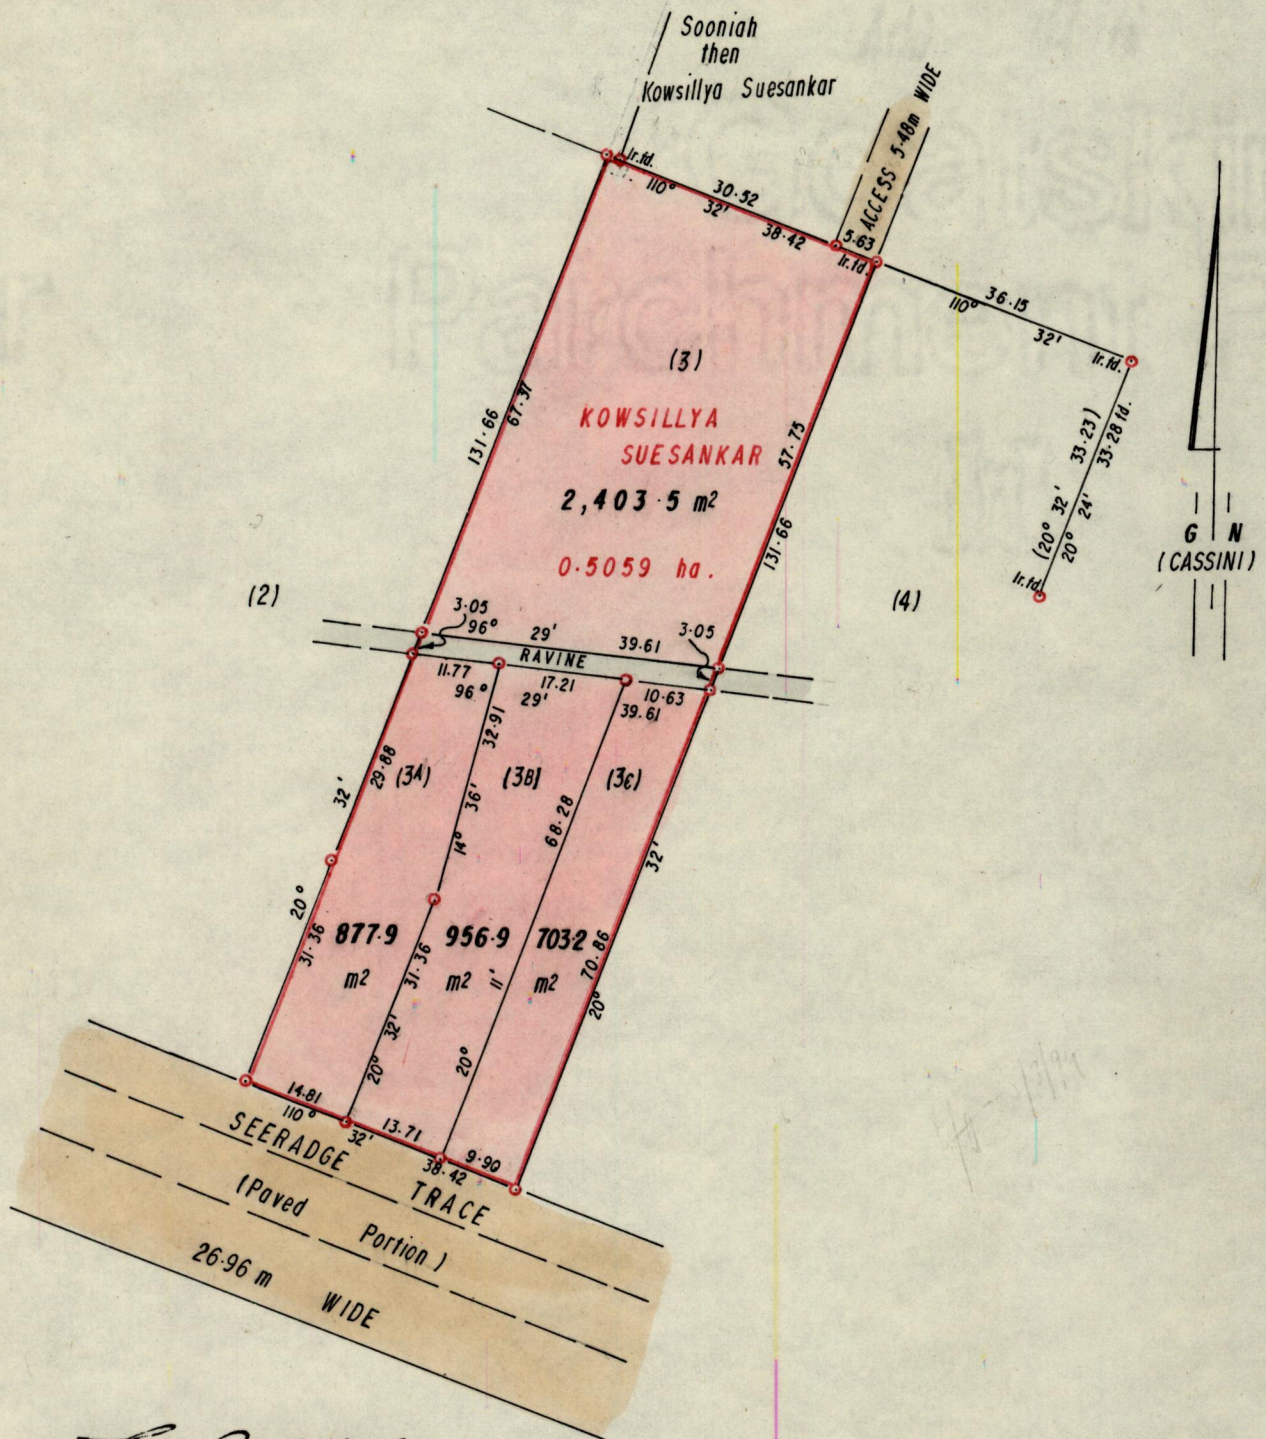 Sooniah
then
Kowsillya Suesankar
ACCESS 5.48m WIDE
Ir.fd.
110° 32'
30.52
38.42
5.63
Ir.fd.
36.15
110° 32'
Ir.fd.
(20° 32' 33.23)
20° 24' 33.28 fd.
Ir.fd.
G N
(CASSINI)
(3)
KOWSILLYA
SUESANKAR
2,403.5 m²
0.5059 ha.
131.66
67.37
57.75
131.66
(2)
(4)
3.05
96° 29'
39.61
3.05
RAVINE
11.77
17.21
10.63
96° 29'
39.61
32.91
(3A)
(3B)
(3C)
29.88
32'
14° 36'
68.28
32'
20°
31.36
877.9
m²
31.36
956.9
m²
11'
703.2
m²
70.86
20°
20° 32'
20°
14.81
110° 32'
13.71
9.90
38.42
SEERADGE TRACE
(Paved Portion)
26.96 m WIDE